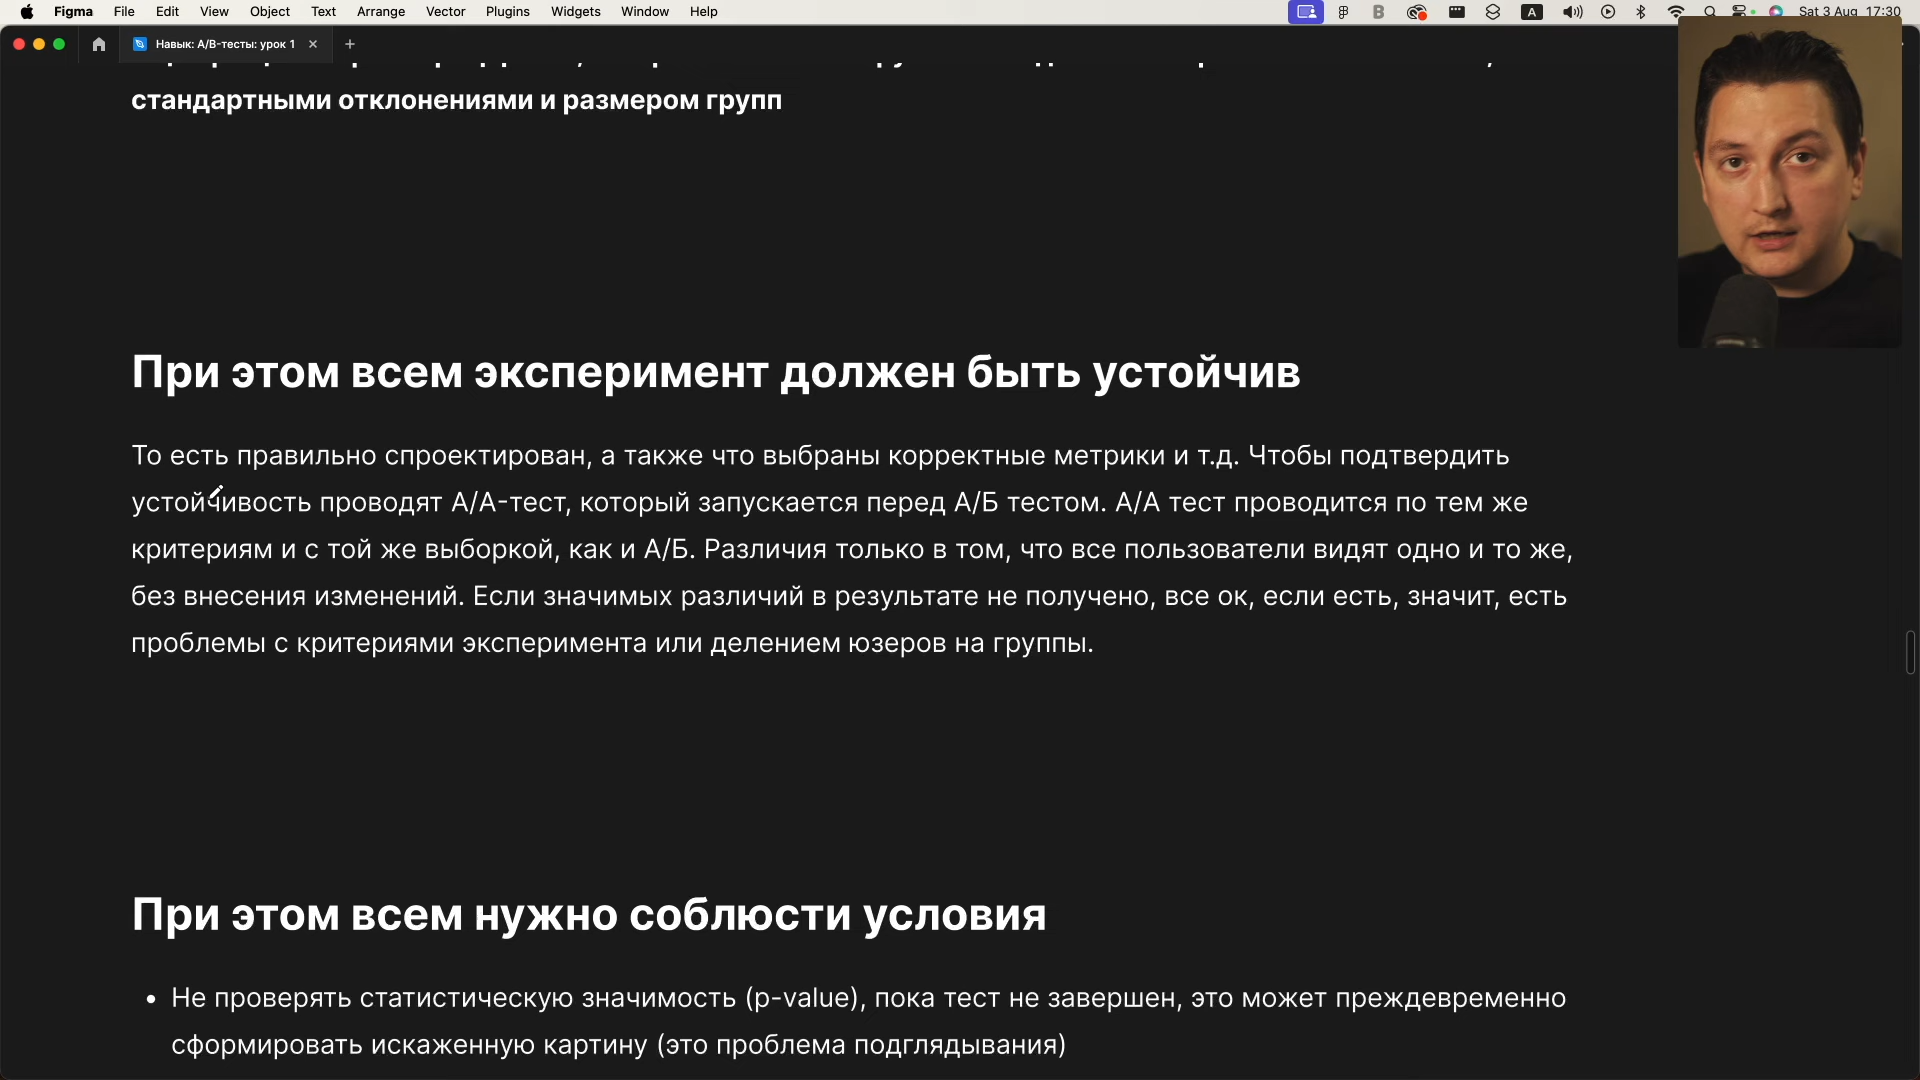 Figma File Edit View Object Text Arrange Vector Plugins Widgets Window Help A Sat 3 Aug 17:30
Навык: A/B-тесты: урок 1
стандартными отклонениями и размером групп
При этом всем эксперимент должен быть устойчив
То есть правильно спроектирован, а также что выбраны корректные метрики и т.д. Чтобы подтвердить
устойчивость проводят А/А-тест, который запускается перед А/Б тестом. А/А тест проводится по тем же
критериям и с той же выборкой, как и А/Б. Различия только в том, что все пользователи видят одно и то же,
без внесения изменений. Если значимых различий в результате не получено, все ок, если есть, значит, есть
проблемы с критериями эксперимента или делением юзеров на группы.
При этом всем нужно соблюсти условия
• Не проверять статистическую значимость (p-value), пока тест не завершен, это может преждевременно
сформировать искаженную картину (это проблема подглядывания)